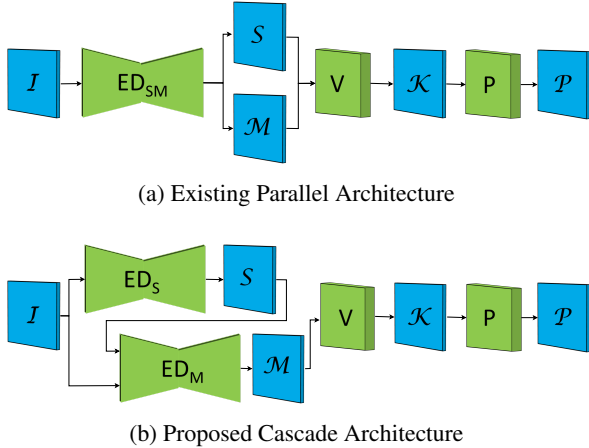 I
ED_SM
S
M
V
K
P
P
(a) Existing Parallel Architecture
I
ED_S
S
ED_M
M
V
K
P
P
(b) Proposed Cascade Architecture